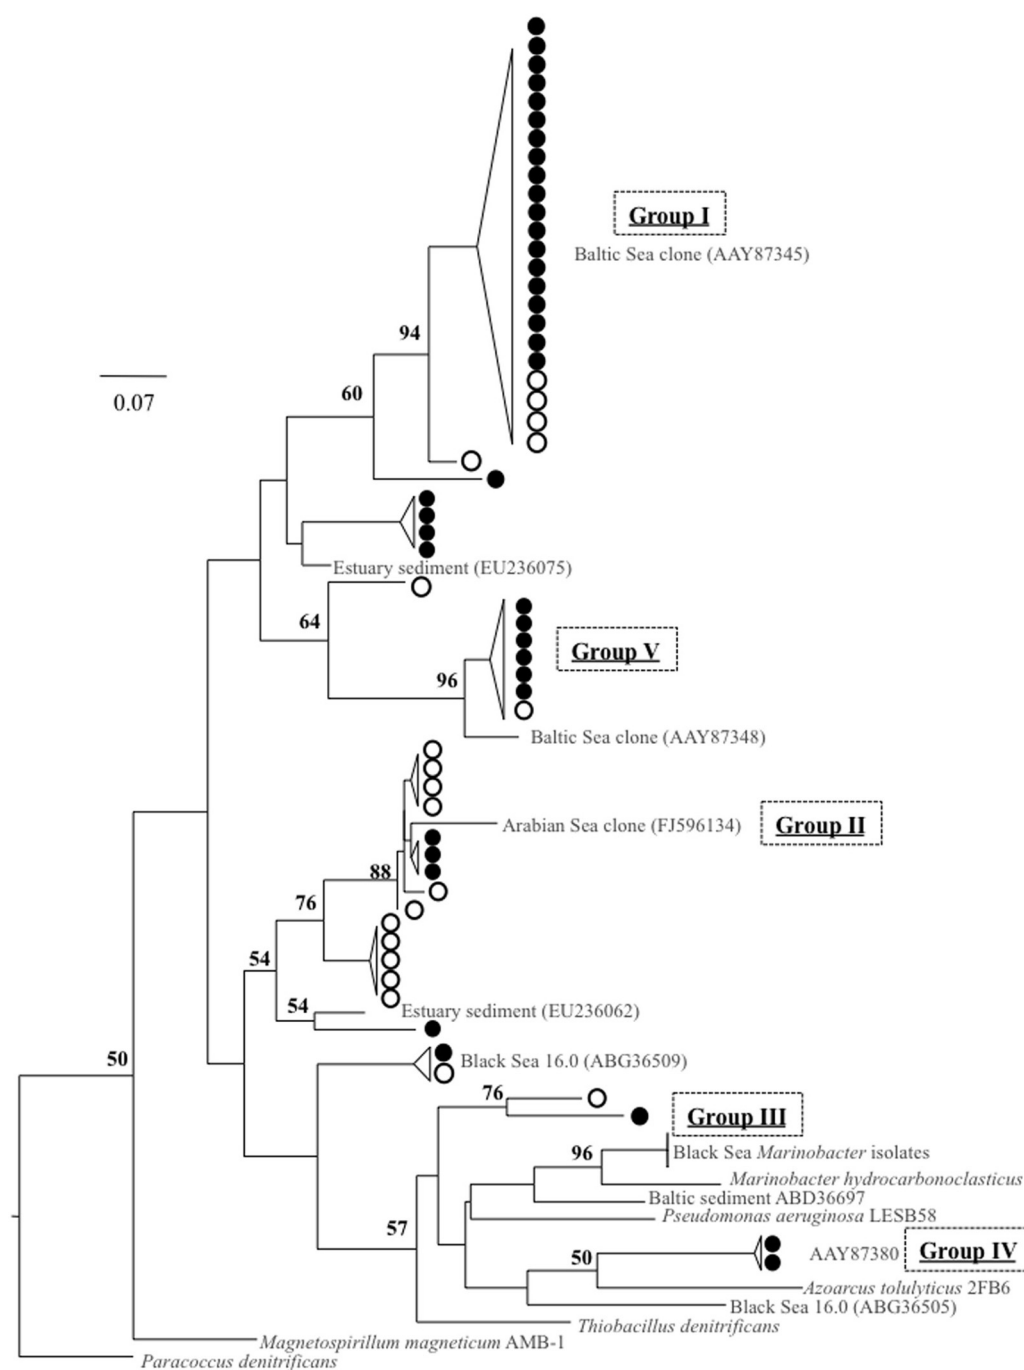 Group I
Baltic Sea clone (AAY87345)
94
0.07
60
Estuary sediment (EU236075)
64
Group V
96
Baltic Sea clone (AAY87348)
Arabian Sea clone (FJ596134)
Group II
88
76
54
54
Estuary sediment (EU236062)
50
Black Sea 16.0 (ABG36509)
76
Group III
96
Black Sea Marinobacter isolates
Marinobacter hydrocarbonoclasticus
Baltic sediment ABD36697
Pseudomonas aeruginosa LESB58
57
AAY87380
Group IV
50
Azoarcus tolulyticus 2FB6
Black Sea 16.0 (ABG36505)
Thiobacillus denitrificans
Magnetospirillum magneticum AMB-1
Paracoccus denitrificans